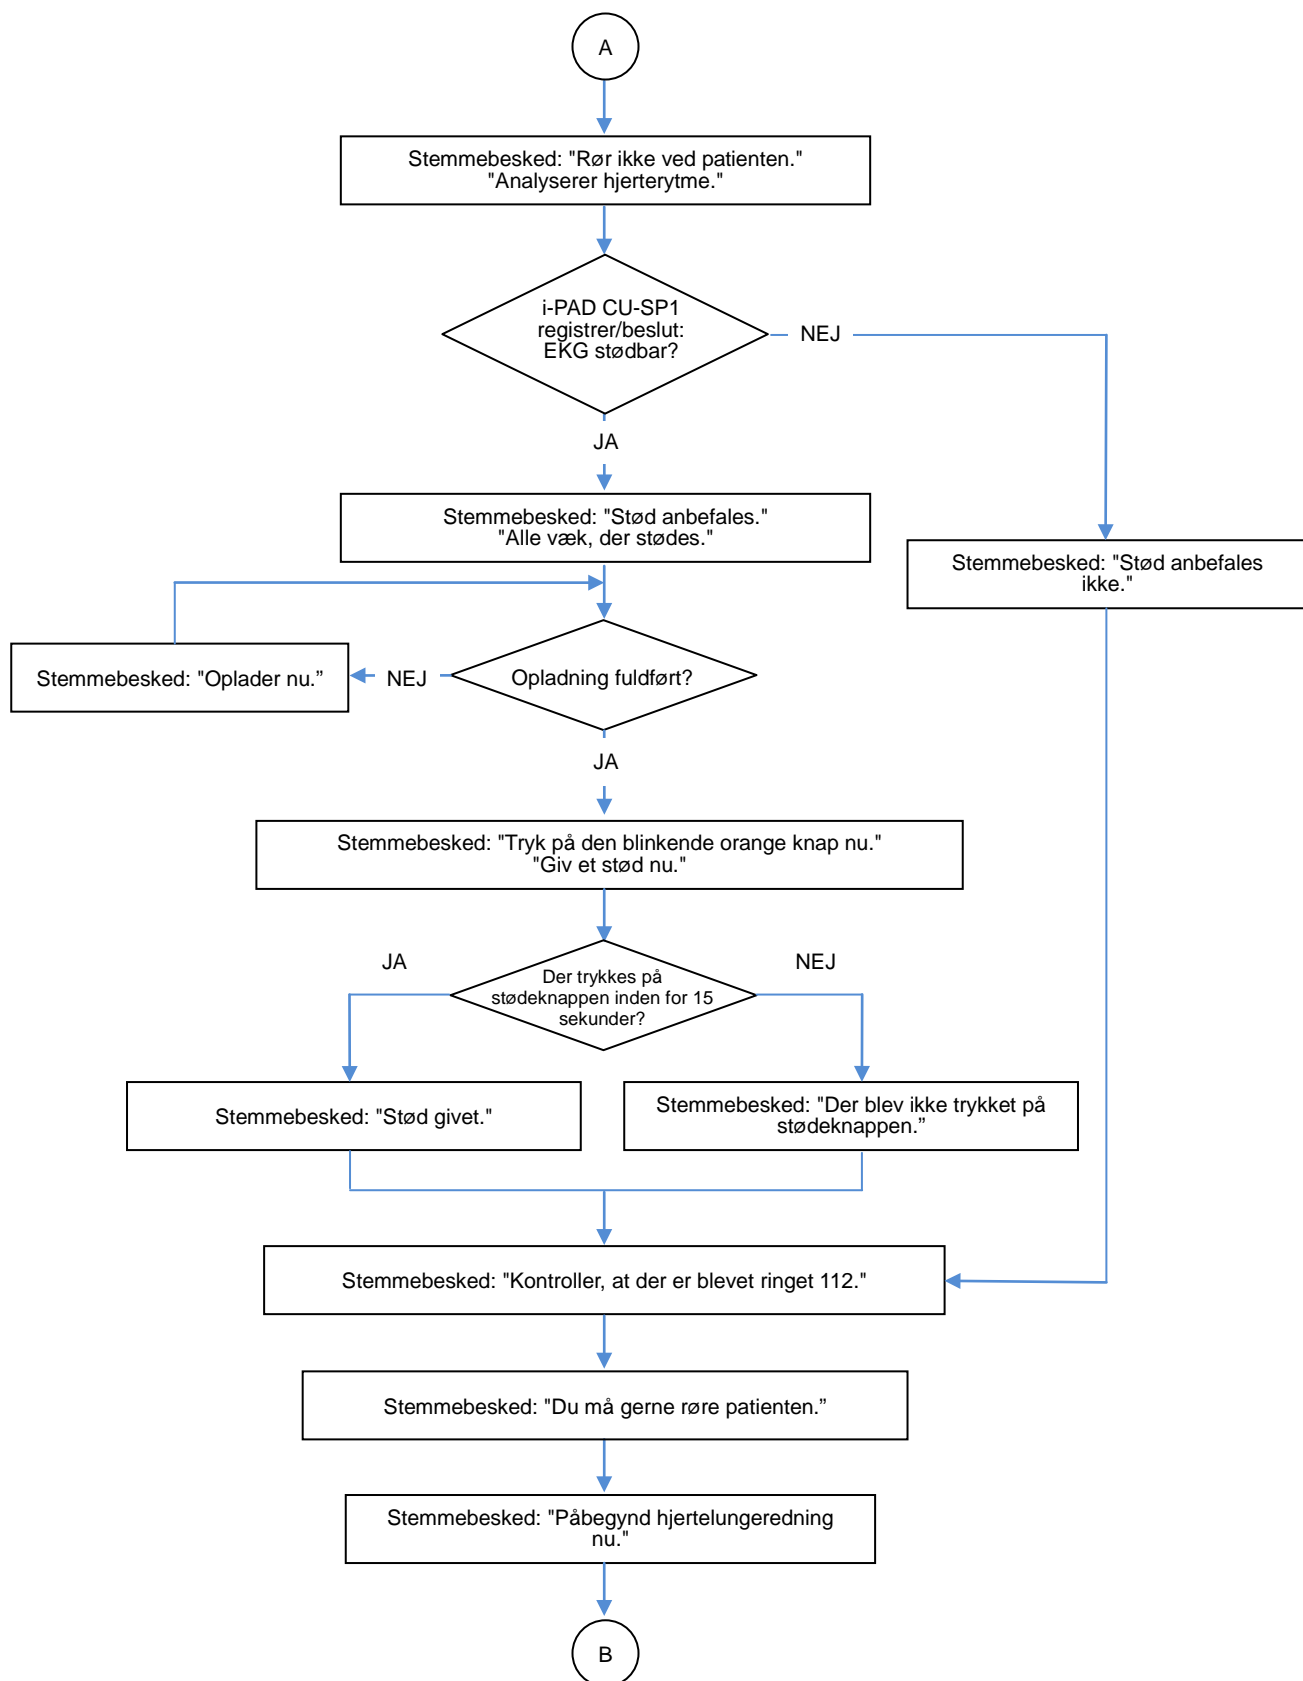 A
Stemmebesked: "Rør ikke ved patienten."
"Analyserer hjerterytme."
i-PAD CU-SP1
registrer/beslut:
EKG stødbar?
NEJ
JA
Stemmebesked: "Stød anbefales."
"Alle væk, der stødes."
Stemmebesked: "Stød anbefales
ikke."
Stemmebesked: "Oplader nu.”
NEJ
Opladning fuldført?
JA
Stemmebesked: "Tryk på den blinkende orange knap nu."
"Giv et stød nu."
JA
NEJ
Der trykkes på
stødeknappen inden for 15
sekunder?
Stemmebesked: "Stød givet."
Stemmebesked: "Der blev ikke trykket på
stødeknappen.”
Stemmebesked: "Kontroller, at der er blevet ringet 112."
Stemmebesked: "Du må gerne røre patienten.”
Stemmebesked: "Påbegynd hjertelungeredning
nu."
B